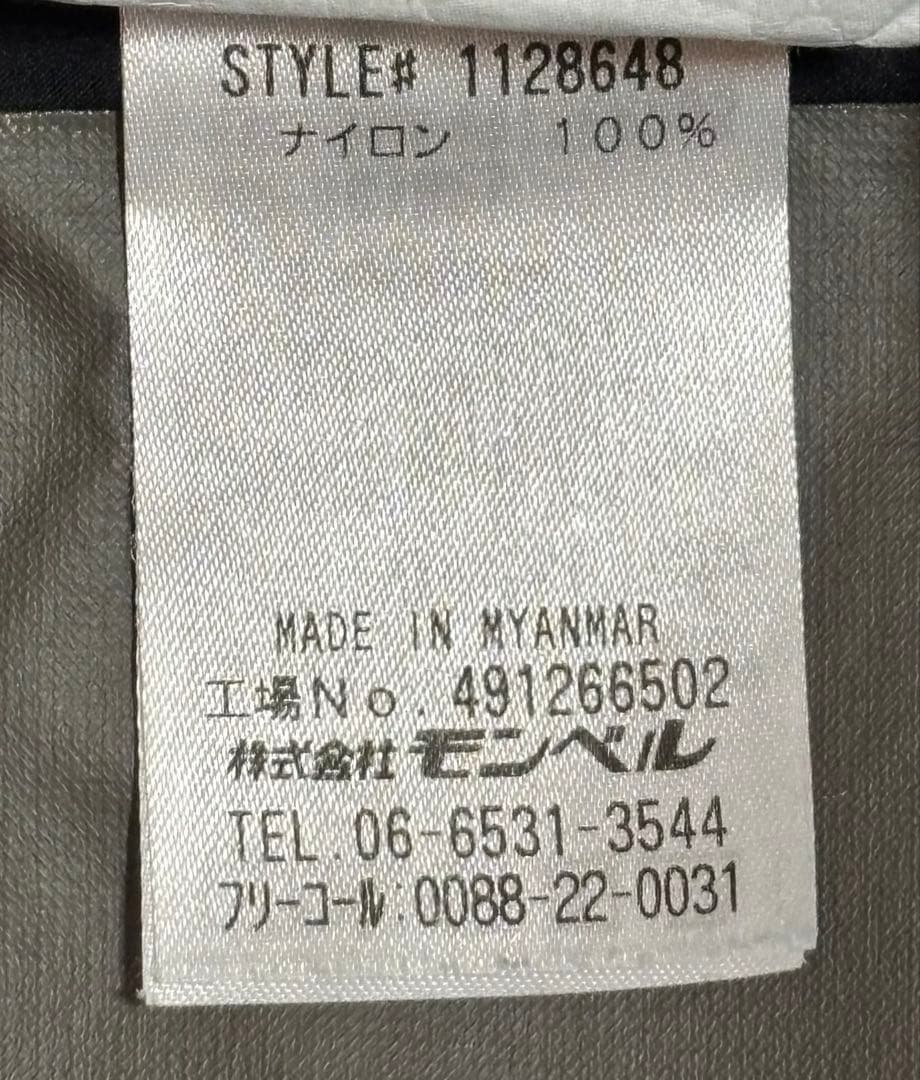 STYLE# 1128648
ナイロン 100%
MADE IN MYANMAR
工場No. 491266502
株式会社モンベル
TEL.06-6531-3544
フリーコール:0088-22-0031